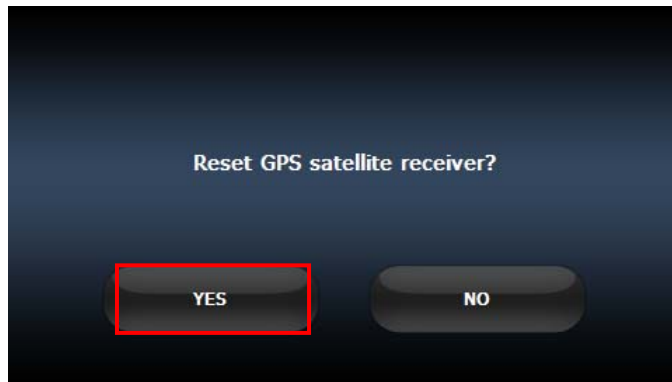 Reset GPS satellite receiver?
YES
NO